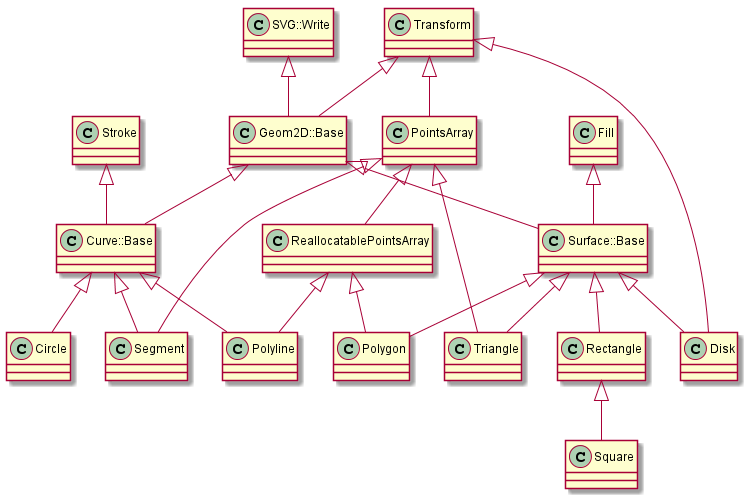 C SVG::Write
C Transform
C Stroke
C Geom2D::Base
C PointsArray
C Fill
C Curve::Base
C ReallocatablePointsArray
C Surface::Base
C Circle
C Segment
C Polyline
C Polygon
C Triangle
C Rectangle
C Disk
C Square